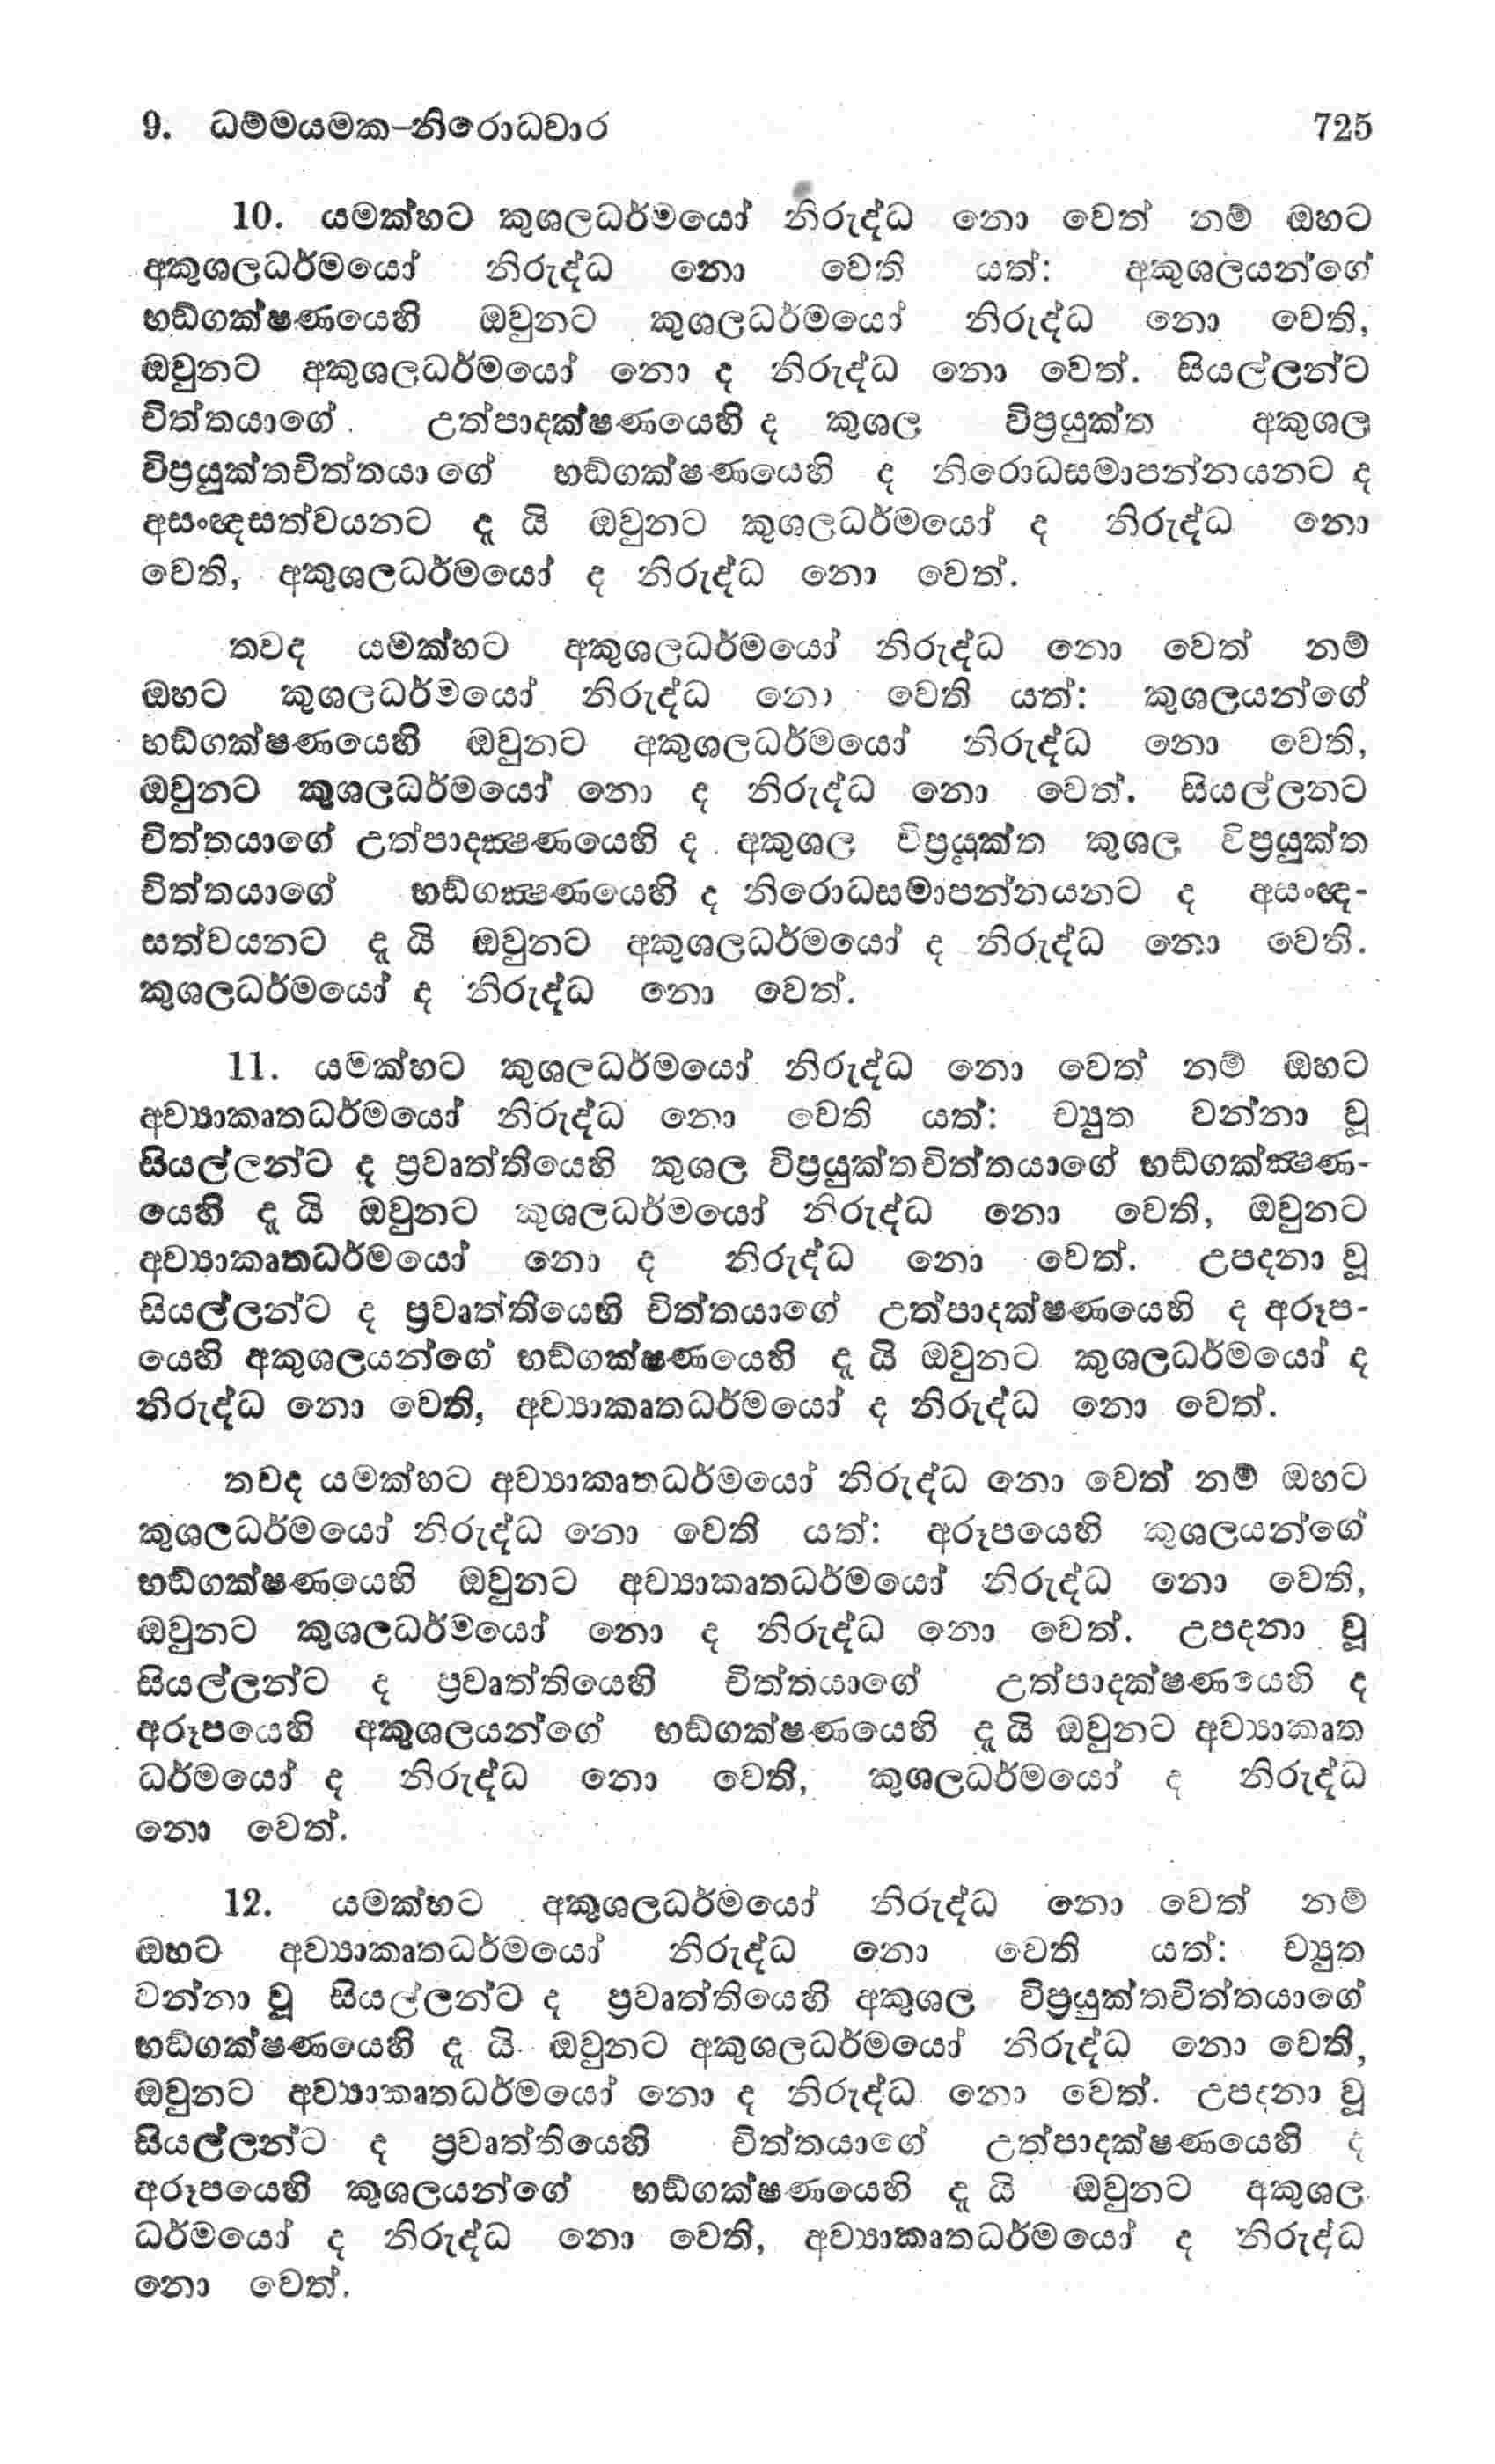 9. ධම්මයමක-නිරොධවාර 725
10. යමක්හට කුශලධර්මයෝ නිරුද්ධ නො වෙත් නම් ඔහට
අකුශලධර්මයෝ නිරුද්ධ නො වෙති යත්: අකුශලයන්ගේ
භඞ්ගක්ෂණයෙහි ඔවුනට කුශලධර්මයෝ නිරුද්ධ නො වෙති,
ඔවුනට අකුශලධර්මයෝ නො ද නිරුද්ධ නො වෙත්. සියල්ලන්ට
චිත්තයාගේ උත්පාදක්ෂණයෙහි ද කුශල විප්‍රයුක්ත අකුශල
විප්‍රයුක්තචිත්තයා ගේ භඞ්ගක්ෂණයෙහි ද නිරොධසමාපන්නයනට ද
අසංඥසත්වයනට දැ යි ඔවුනට කුශලධර්මයෝ ද නිරුද්ධ නො
වෙති, අකුශලධර්මයෝ ද නිරුද්ධ නො වෙත්.
තවද යමක්හට අකුශලධර්මයෝ නිරුද්ධ නො වෙත් නම්
ඔහට කුශලධර්මයෝ නිරුද්ධ නො වෙති යත්: කුශලයන්ගේ
භඞ්ගක්ෂණයෙහි ඔවුනට අකුශලධර්මයෝ නිරුද්ධ නො වෙති,
ඔවුනට කුශලධර්මයෝ නො ද නිරුද්ධ නො වෙත්. සියල්ලනට
චිත්තයාගේ උත්පාදක්‍ෂණයෙහි ද අකුශල විප්‍රයුක්ත කුශල විප්‍රයුක්ත
චිත්තයාගේ භඞ්ගක්‍ෂණයෙහි ද නිරොධසමාපන්නයනට ද අසංඥ-
සත්වයනට දැ යි ඔවුනට අකුශලධර්මයෝ ද නිරුද්ධ නො වෙති.
කුශලධර්මයෝ ද නිරුද්ධ නො වෙත්.
11. යමක්හට කුශලධර්මයෝ නිරුද්ධ නො වෙත් නම් ඔහට
අව්‍යාකෘතධර්මයෝ නිරුද්ධ නො වෙති යත්: ච්‍යුත වන්නා වූ
සියල්ලන්ට ද ප්‍රවෘත්තියෙහි කුශල විප්‍රයුක්තචිත්තයාගේ භඞ්ගක්ක්‍ෂණ-
යෙහි දැ යි ඔවුනට කුශලධර්මයෝ නිරුද්ධ නො වෙති, ඔවුනට
අව්‍යාකෘතධර්මයෝ නො ද නිරුද්ධ නො වෙත්. උපදනා වූ
සියල්ලන්ට ද ප්‍රවෘත්තියෙහි චිත්තයාගේ උත්පාදක්ෂණයෙහි ද අරූප-
යෙහි අකුශලයන්ගේ භඞ්ගක්ෂණයෙහි දැ යි ඔවුනට කුශලධර්මයෝ ද
නිරුද්ධ නො වෙති, අව්‍යාකෘතධර්මයෝ ද නිරුද්ධ නො වෙත්.
තවද යමක්හට අව්‍යාකෘතධර්මයෝ නිරුද්ධ නො වෙත් නම් ඔහට
කුශලධර්මයෝ නිරුද්ධ නො වෙති යත්: අරූපයෙහි කුශලයන්ගේ
භඞ්ගක්ෂණයෙහි ඔවුනට අව්‍යාකෘතධර්මයෝ නිරුද්ධ නො වෙති,
ඔවුනට කුශලධර්මයෝ නො ද නිරුද්ධ නො වෙත්. උපදනා වූ
සියල්ලන්ට ද ප්‍රවෘත්තියෙහි චිත්තයාගේ උත්පාදක්ෂණයෙහි ද
අරූපයෙහි අකුශලයන්ගේ භඞ්ගක්ෂණයෙහි දැ යි ඔවුනට අව්‍යාකෘත
ධර්මයෝ ද නිරුද්ධ නො වෙති, කුශලධර්මයෝ ද නිරුද්ධ
නො වෙත්.
12. යමක්හට අකුශලධර්මයෝ නිරුද්ධ නො වෙත් නම්
ඔහට අව්‍යාකෘතධර්මයෝ නිරුද්ධ නො වෙති යත්: ච්‍යුත
වන්නා වූ සියල්ලන්ට ද ප්‍රවෘත්තියෙහි අකුශල විප්‍රයුක්තචිත්තයාගේ
භඞ්ගක්ෂණයෙහි දැ යි ඔවුනට අකුශලධර්මයෝ නිරුද්ධ නො වෙති,
ඔවුනට අව්‍යාකෘතධර්මයෝ නො ද නිරුද්ධ නො වෙත්. උපදනා වූ
සියල්ලන්ට ද ප්‍රවෘත්තියෙහි චිත්තයාගේ උත්පාදක්ෂණයෙහි ද
අරූපයෙහි කුශලයන්ගේ භඞ්ගක්ෂණයෙහි දැ යි ඔවුනට අකුශල
ධර්මයෝ ද නිරුද්ධ නො වෙති, අව්‍යාකෘතධර්මයෝ ද නිරුද්ධ
නො වෙත්.